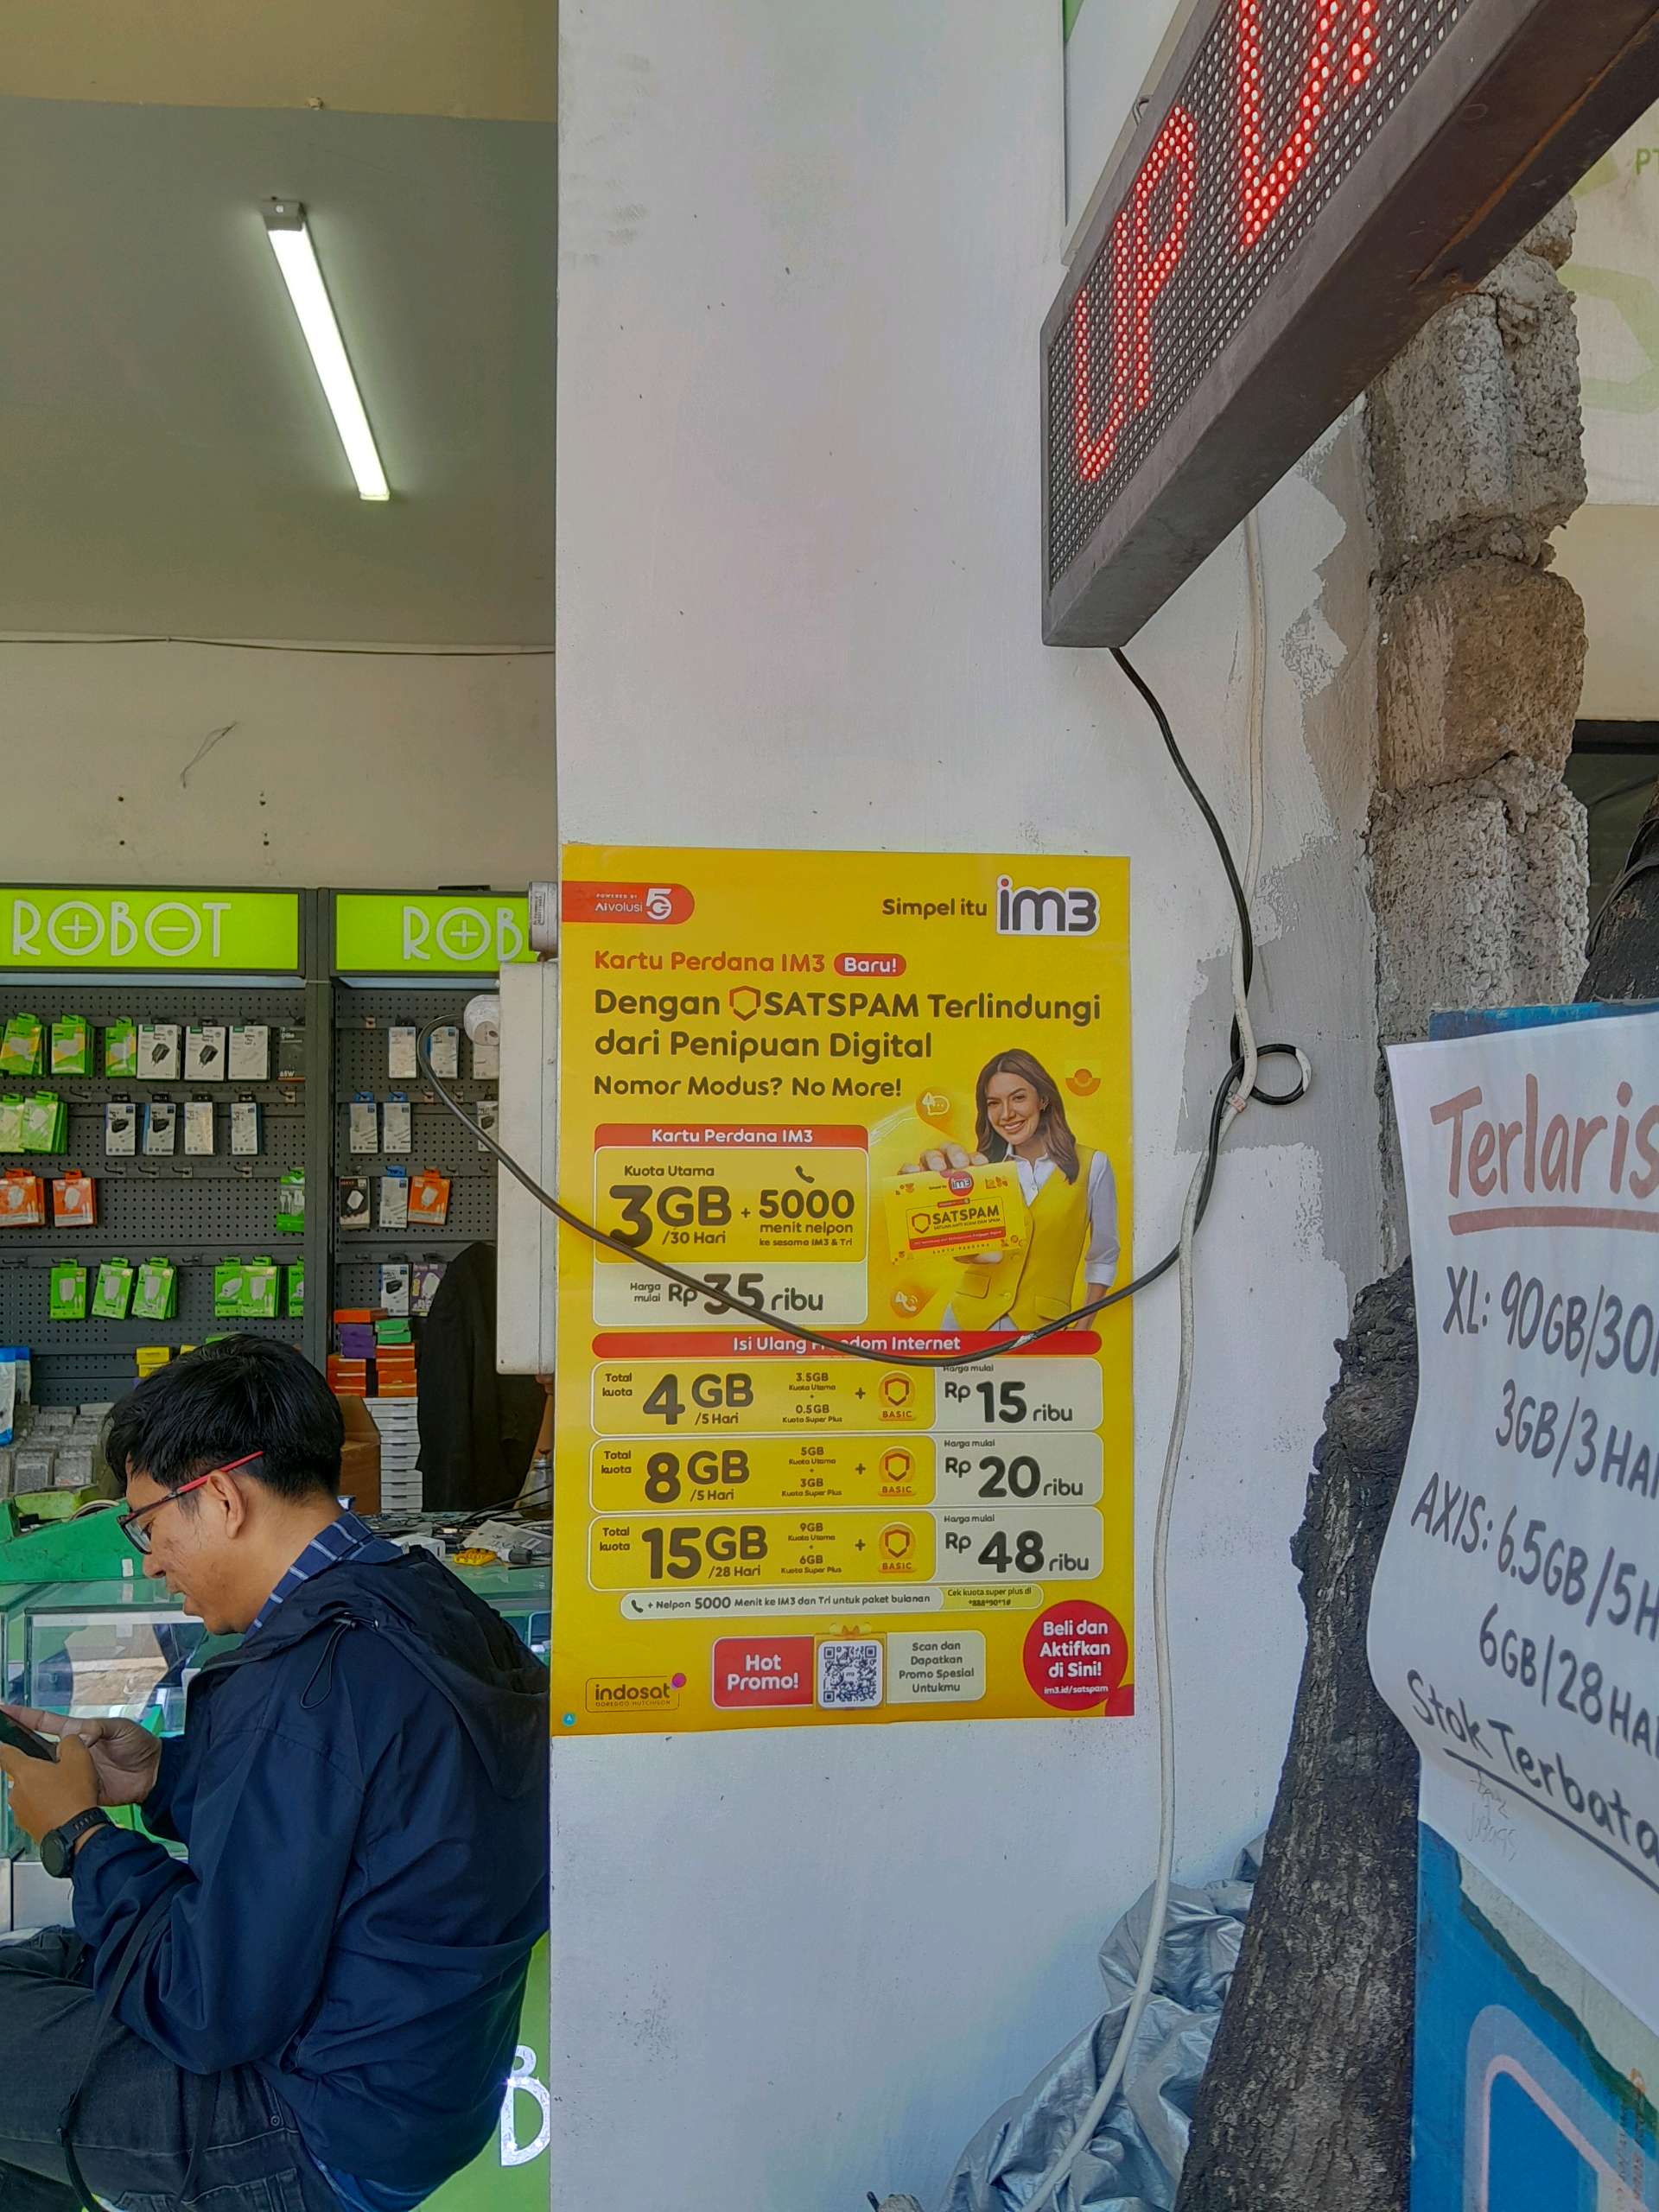 UP V
ROBOT
ROB
POWERED BY
AIvolusi 5G
Simpel itu im3
Kartu Perdana IM3 Baru!
Dengan SATSPAM Terlindungi
dari Penipuan Digital
Nomor Modus? No More!
Kartu Perdana IM3
Kuota Utama
3GB + 5000
/30 Hari
menit nelpon
ke sesama IM3 & Tri
Harga mulai Rp 35 ribu
im3
SATSPAM
Isi Ulang Freedom Internet
Total kuota 4GB /5 Hari
3.5GB
Kuota Utama
+
0.5GB
Kuota Super Plus
+ BASIC
Harga mulai
Rp 15 ribu
Total kuota 8GB /5 Hari
5GB
Kuota Utama
+
3GB
Kuota Super Plus
+ BASIC
Harga mulai
Rp 20 ribu
Total kuota 15GB /28 Hari
9GB
Kuota Utama
+
6GB
Kuota Super Plus
+ BASIC
Harga mulai
Rp 48 ribu
+ Nelpon 5000 Menit ke IM3 dan Tri untuk paket bulanan
Cek kuota super plus di
Hot
Promo!
Scan dan
Dapatkan
Promo Spesial
Untukmu
Beli dan
Aktifkan
di Sini!
im3.id/satspam
indosat
OOREDOO HUTCHISON
Terlaris
XL: 90GB/30
3GB/3 HA
AXIS: 6.5GB/5H
6GB/28 HA
Stok Terbata
PT
B